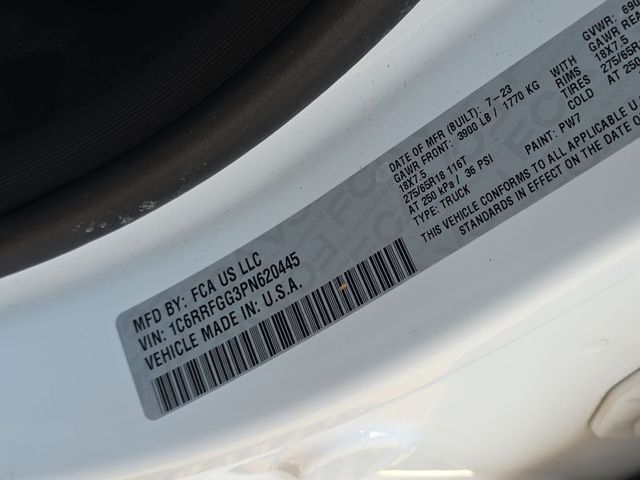 MFD BY: FCA US LLC
VIN: 1C6RRFGG3PN620445
VEHICLE MADE IN: U.S.A.
DATE OF MFR (BUILT): 7-23
GAWR FRONT: 3900 LB / 1770 KG WITH
18X7.5 RIMS
275/65R18 116T TIRES
AT 250 kPa / 36 PSI COLD
TYPE: TRUCK
PAINT: PW7
THIS VEHICLE CONFORMS TO ALL APPLICABLE U.
STANDARDS IN EFFECT ON THE DATE OF
GVWR: 690
GAWR REA
18X7.5
275/65R18
AT 250